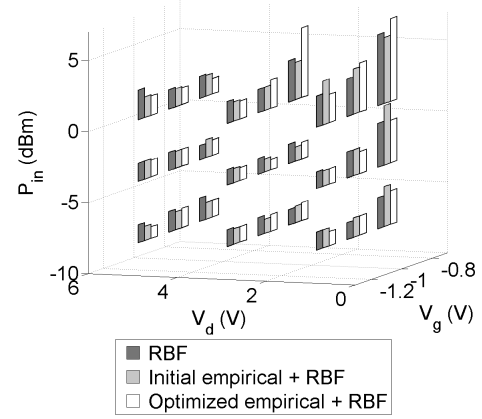 5
0
-5
-10
P_in (dBm)
6
4
2
0
V_d (V)
-1.2
-1
-0.8
V_g (V)
RBF
Initial empirical + RBF
Optimized empirical + RBF